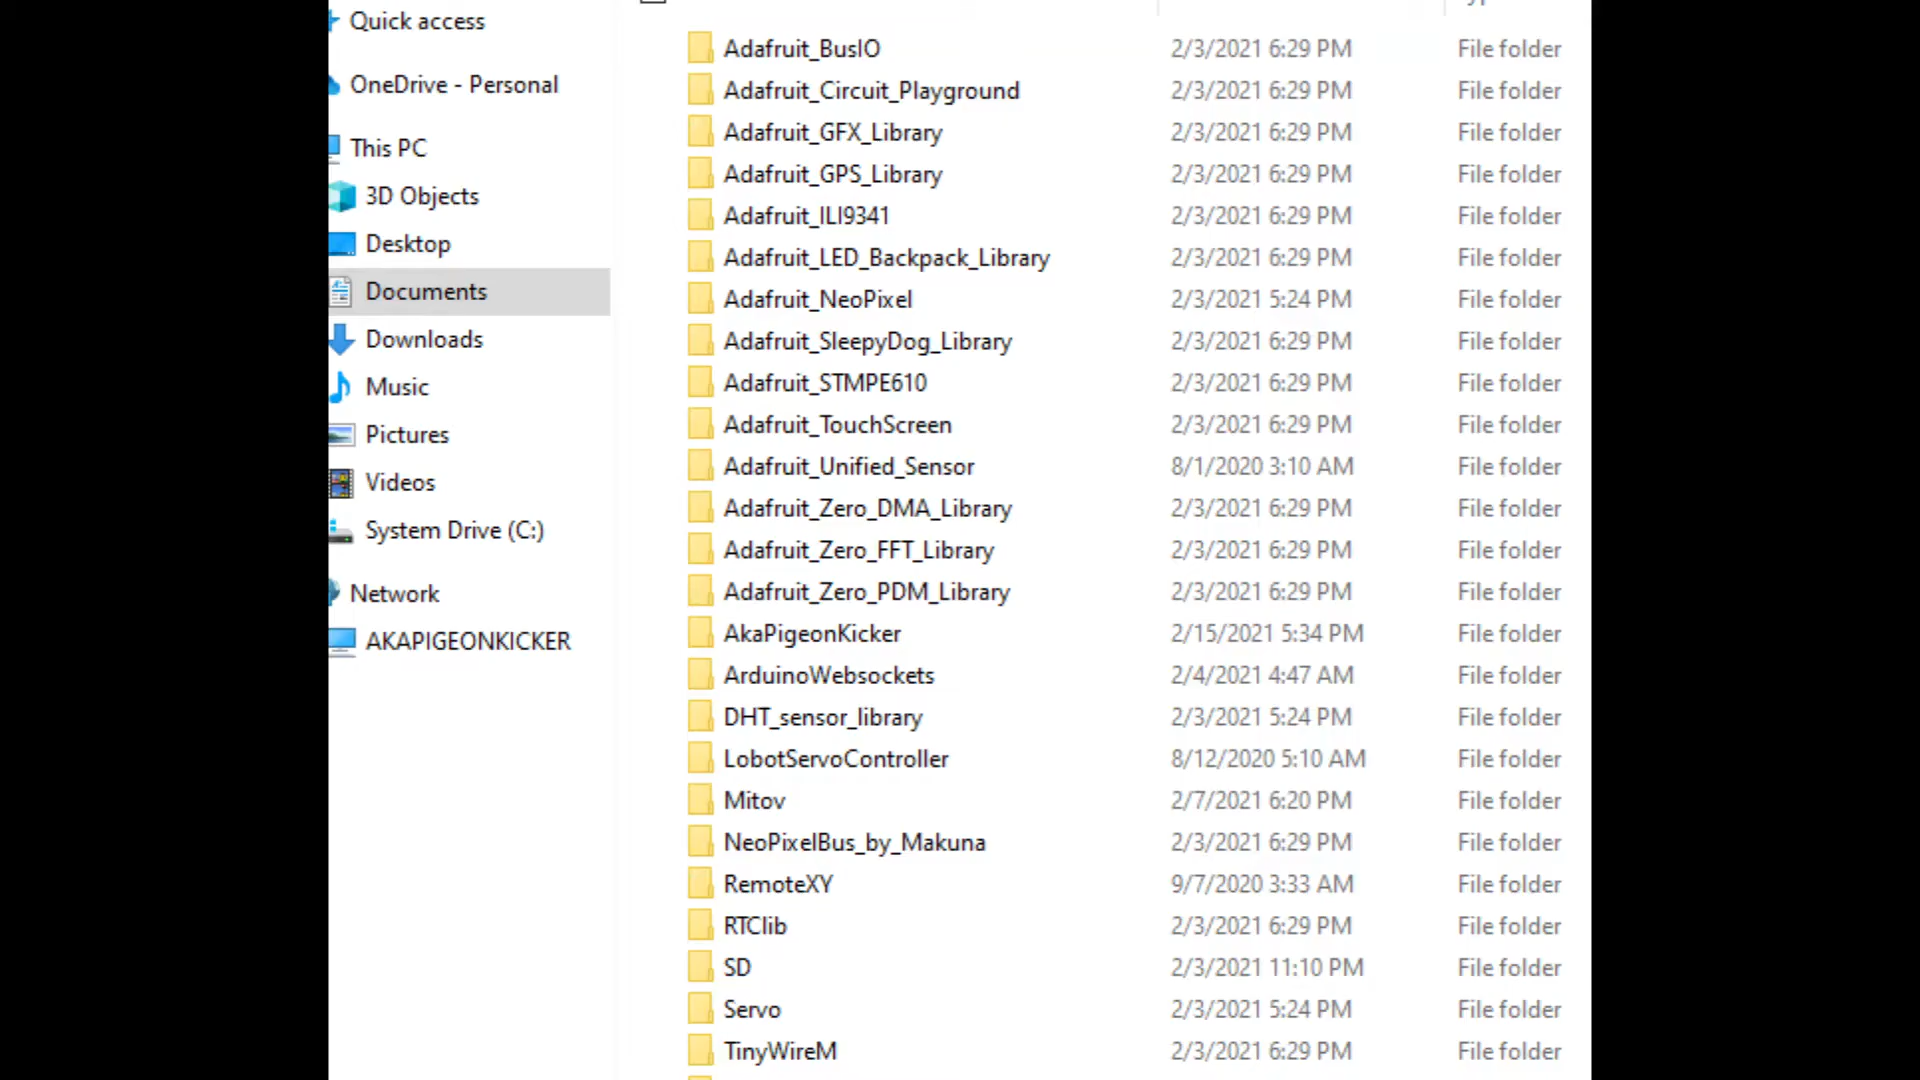 Quick access
OneDrive - Personal
This PC
3D Objects
Desktop
Documents
Downloads
Music
Pictures
Videos
System Drive (C:)
Network
AKAPIGEONKICKER
Adafruit_BusIO 2/3/2021 6:29 PM File folder
Adafruit_Circuit_Playground 2/3/2021 6:29 PM File folder
Adafruit_GFX_Library 2/3/2021 6:29 PM File folder
Adafruit_GPS_Library 2/3/2021 6:29 PM File folder
Adafruit_ILI9341 2/3/2021 6:29 PM File folder
Adafruit_LED_Backpack_Library 2/3/2021 6:29 PM File folder
Adafruit_NeoPixel 2/3/2021 5:24 PM File folder
Adafruit_SleepyDog_Library 2/3/2021 6:29 PM File folder
Adafruit_STMPE610 2/3/2021 6:29 PM File folder
Adafruit_TouchScreen 2/3/2021 6:29 PM File folder
Adafruit_Unified_Sensor 8/1/2020 3:10 AM File folder
Adafruit_Zero_DMA_Library 2/3/2021 6:29 PM File folder
Adafruit_Zero_FFT_Library 2/3/2021 6:29 PM File folder
Adafruit_Zero_PDM_Library 2/3/2021 6:29 PM File folder
AkaPigeonKicker 2/15/2021 5:34 PM File folder
ArduinoWebsockets 2/4/2021 4:47 AM File folder
DHT_sensor_library 2/3/2021 5:24 PM File folder
LobotServoController 8/12/2020 5:10 AM File folder
Mitov 2/7/2021 6:20 PM File folder
NeoPixelBus_by_Makuna 2/3/2021 6:29 PM File folder
RemoteXY 9/7/2020 3:33 AM File folder
RTClib 2/3/2021 6:29 PM File folder
SD 2/3/2021 11:10 PM File folder
Servo 2/3/2021 5:24 PM File folder
TinyWireM 2/3/2021 6:29 PM File folder